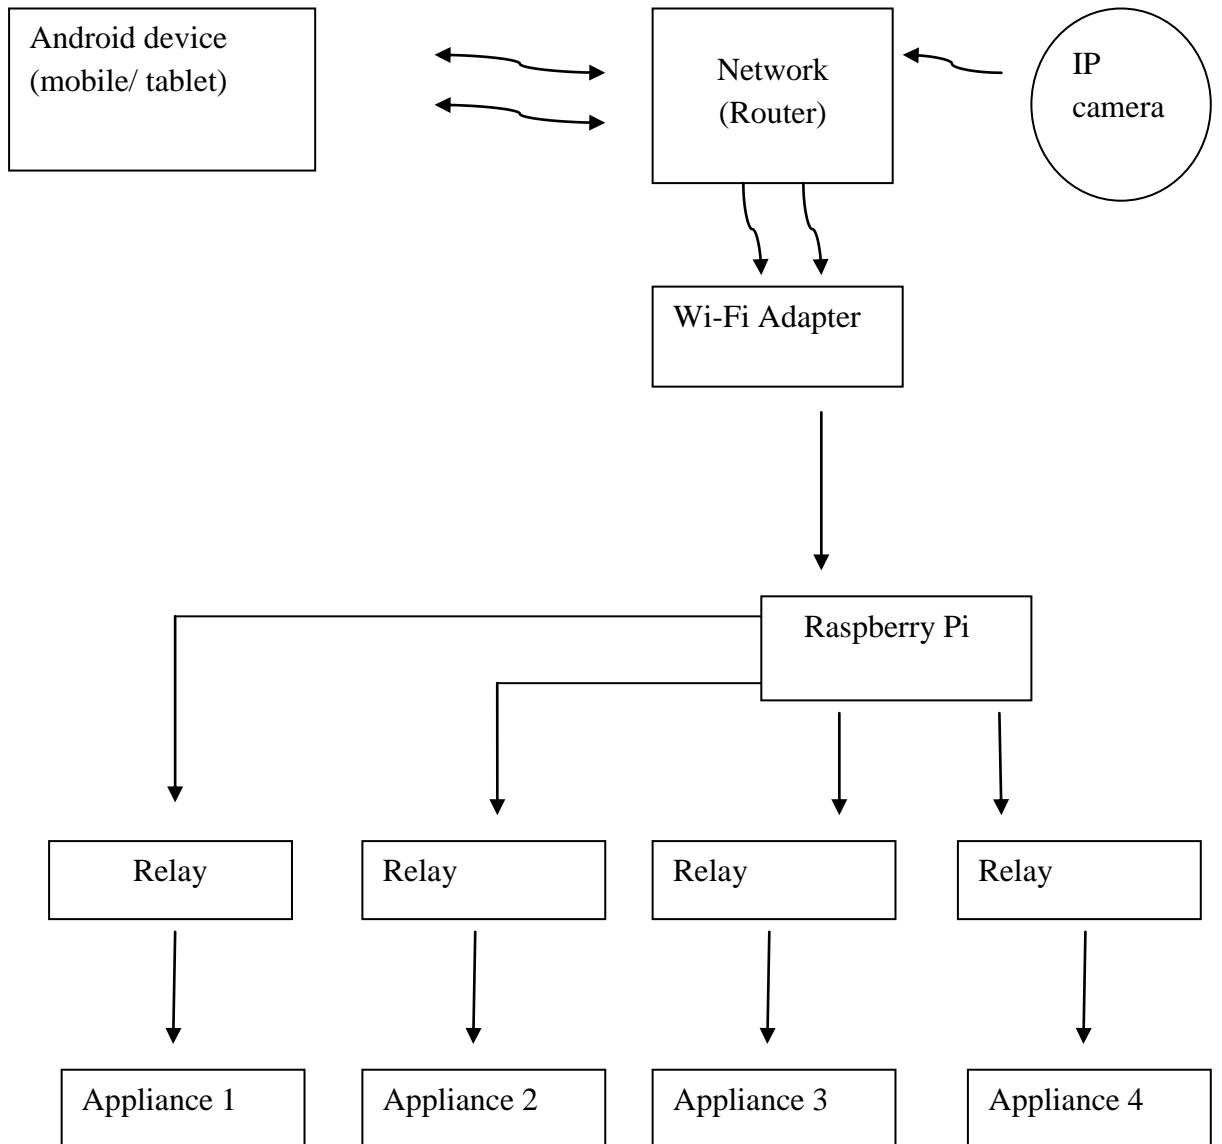 Android device
(mobile/ tablet)
Network
(Router)
IP
camera
Wi-Fi Adapter
Raspberry Pi
Relay
Relay
Relay
Relay
Appliance 1
Appliance 2
Appliance 3
Appliance 4